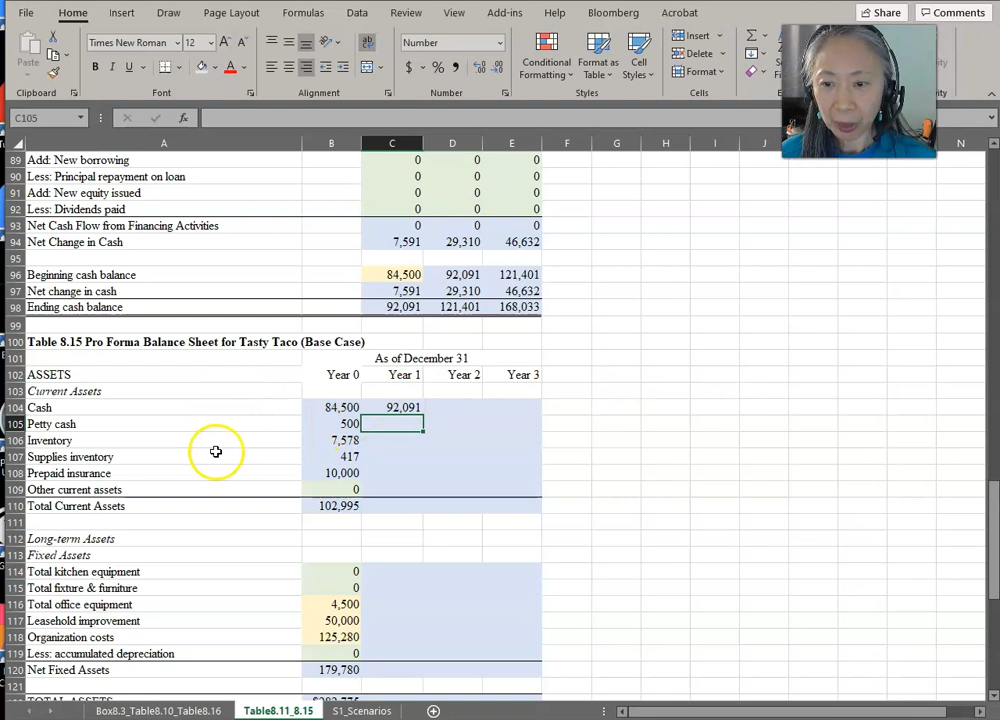 File Home Insert Draw Page Layout Formulas Data Review View Add-ins Help Bloomberg Acrobat Share Comments
Times New Roman 12 A A ab Number
Paste B I U A $ % Conditional Formatting Format as Table Cell Styles Insert Delete Format
Clipboard Font Alignment Number Styles Cells
C105 fx
A B C D E F G H I J N
89 Add: New borrowing 0 0 0
90 Less: Principal repayment on loan 0 0 0
91 Add: New equity issued 0 0 0
92 Less: Dividends paid 0 0 0
93 Net Cash Flow from Financing Activities 0 0 0
94 Net Change in Cash 7,591 29,310 46,632
95
96 Beginning cash balance 84,500 92,091 121,401
97 Net change in cash 7,591 29,310 46,632
98 Ending cash balance 92,091 121,401 168,033
99
100 Table 8.15 Pro Forma Balance Sheet for Tasty Taco (Base Case)
101 As of December 31
102 ASSETS Year 0 Year 1 Year 2 Year 3
103 Current Assets
104 Cash 84,500 92,091
105 Petty cash 500
106 Inventory 7,578
107 Supplies inventory 417
108 Prepaid insurance 10,000
109 Other current assets 0
110 Total Current Assets 102,995
111
112 Long-term Assets
113 Fixed Assets
114 Total kitchen equipment 0
115 Total fixture & furniture 0
116 Total office equipment 4,500
117 Leasehold improvement 50,000
118 Organization costs 125,280
119 Less: accumulated depreciation 0
120 Net Fixed Assets 179,780
121
TOTAL ASSETS
Box8.3_Table8.10_Table8.16 Table8.11_8.15 S1_Scenarios